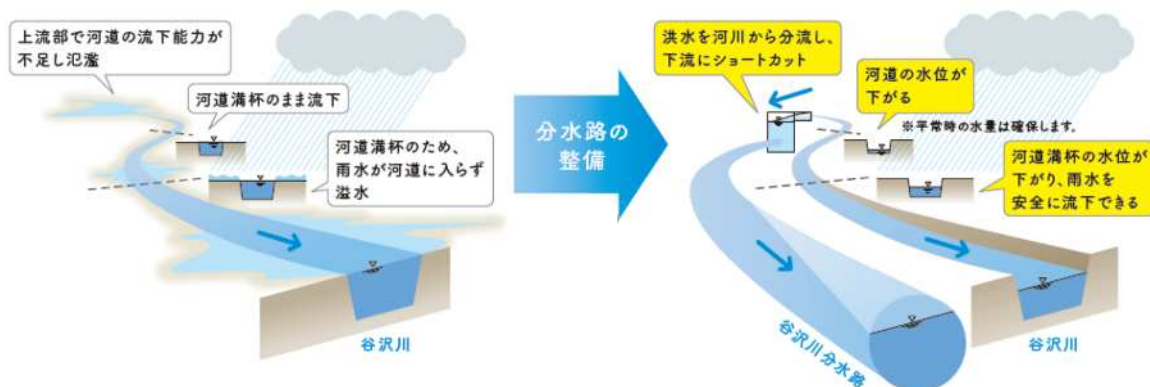 上流部で河道の流下能力が
不足し氾濫
河道満杯のまま流下
河道満杯のため、
雨水が河道に入らず
溢水
谷沢川
分水路の
整備
洪水を河川から分流し、
下流にショートカット
河道の水位が
下がる
※平常時の水量は確保します。
河道満杯の水位が
下がり、雨水を
安全に流下できる
谷沢川分水路
谷沢川